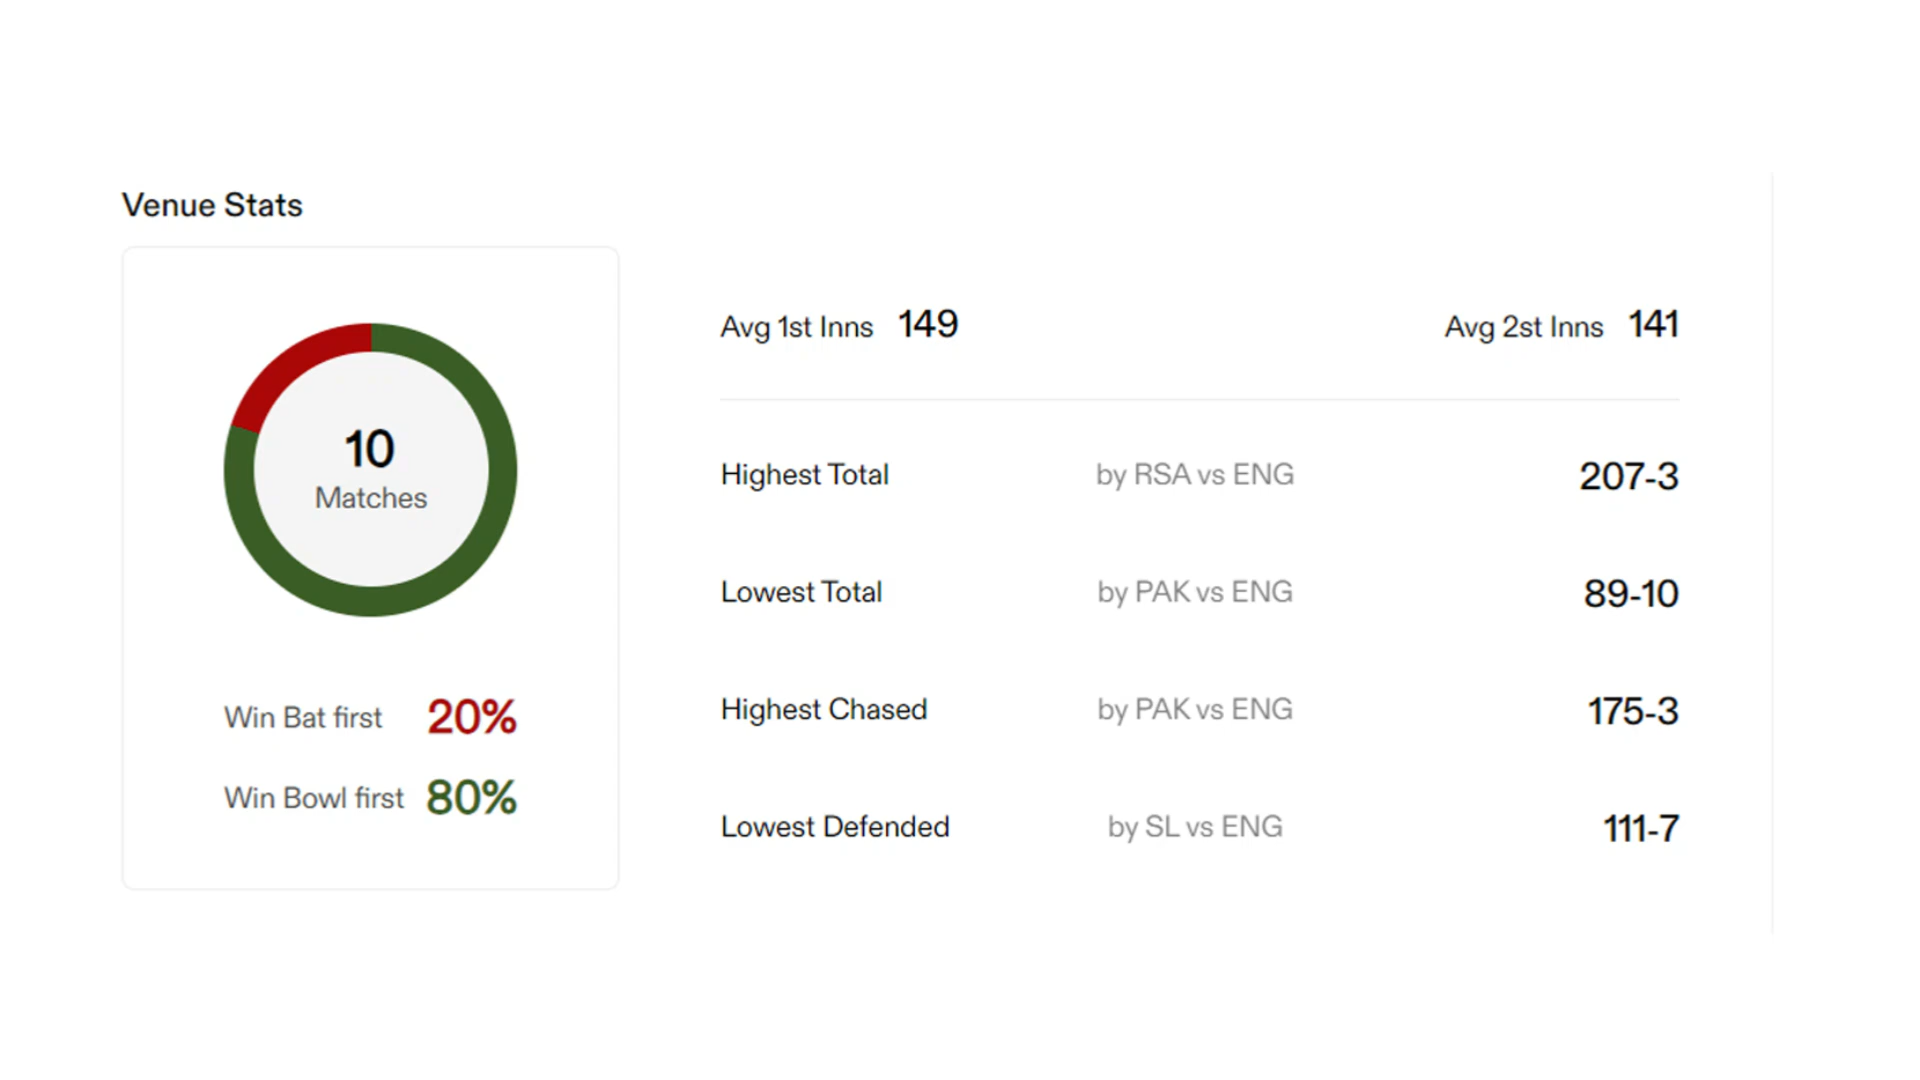 Venue Stats
10
Matches
Win Bat first 20%
Win Bowl first 80%
Avg 1st Inns 149
Avg 2st Inns 141
Highest Total by RSA vs ENG 207-3
Lowest Total by PAK vs ENG 89-10
Highest Chased by PAK vs ENG 175-3
Lowest Defended by SL vs ENG 111-7